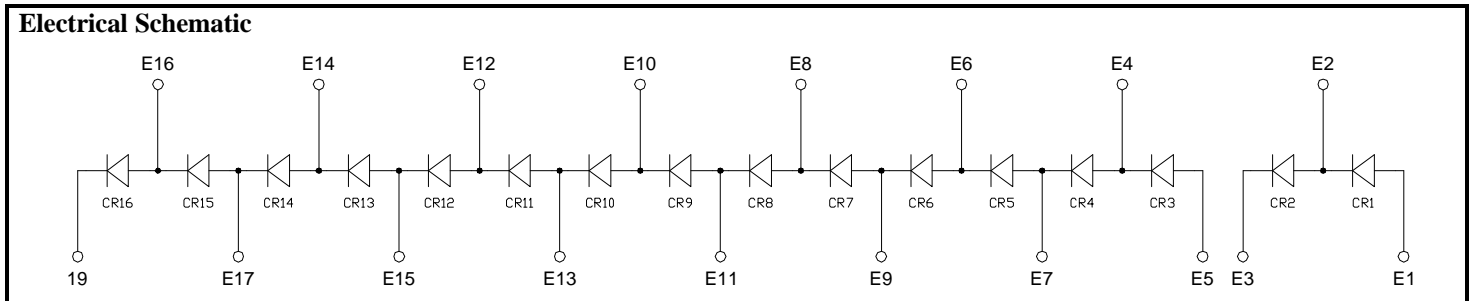 Electrical Schematic
E16 E14 E12 E10 E8 E6 E4 E2
CR16 CR15 CR14 CR13 CR12 CR11 CR10 CR9 CR8 CR7 CR6 CR5 CR4 CR3 CR2 CR1
19 E17 E15 E13 E11 E9 E7 E5 E3 E1